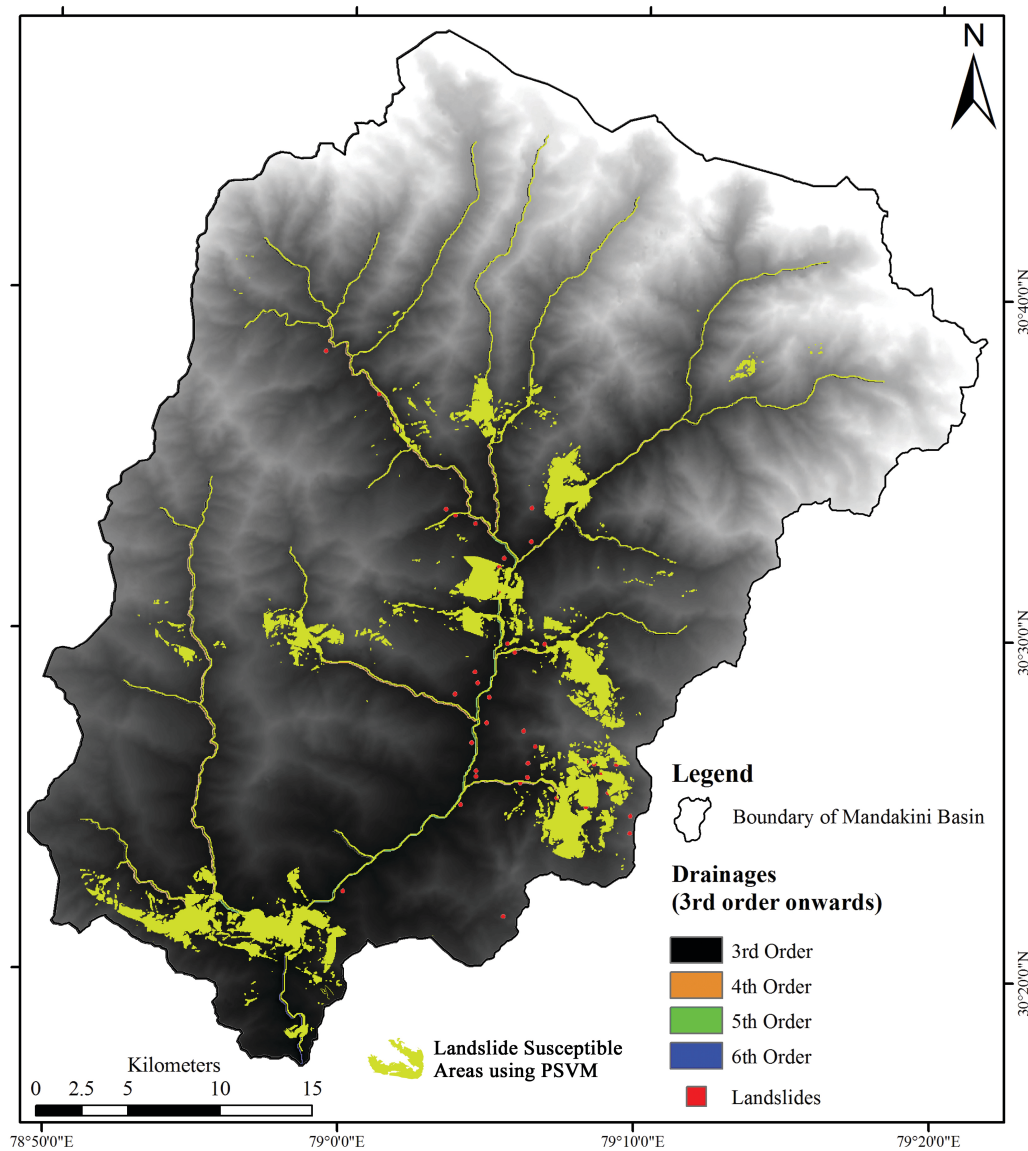 N
30°40'0"N
30°30'0"N
Legend
Boundary of Mandakini Basin
Drainages
(3rd order onwards)
3rd Order
4th Order
5th Order
6th Order
Landslides
30°20'0"N
Landslide Susceptible
Areas using PSVM
Kilometers
0 2.5 5 10 15
78°50'0"E 79°0'0"E 79°10'0"E 79°20'0"E